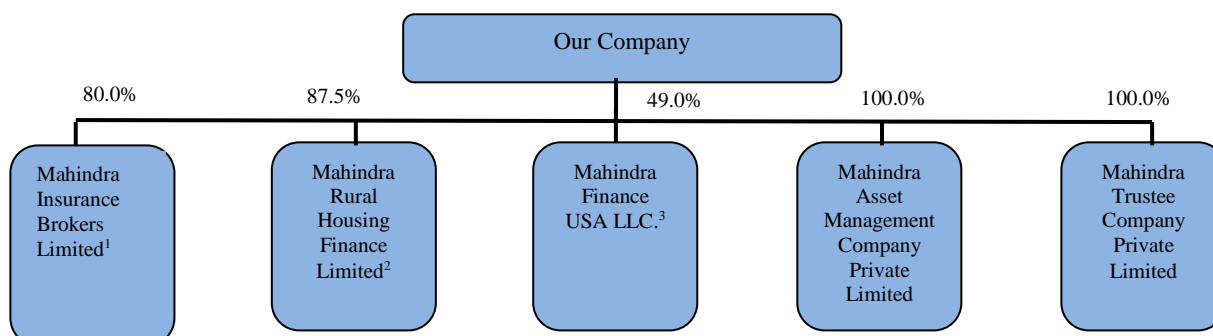 Our Company
80.0%
87.5%
49.0%
100.0%
100.0%
Mahindra
Insurance
Brokers
Limited¹
Mahindra
Rural
Housing
Finance
Limited²
Mahindra
Finance
USA LLC.³
Mahindra
Asset
Management
Company
Private
Limited
Mahindra
Trustee
Company
Private
Limited